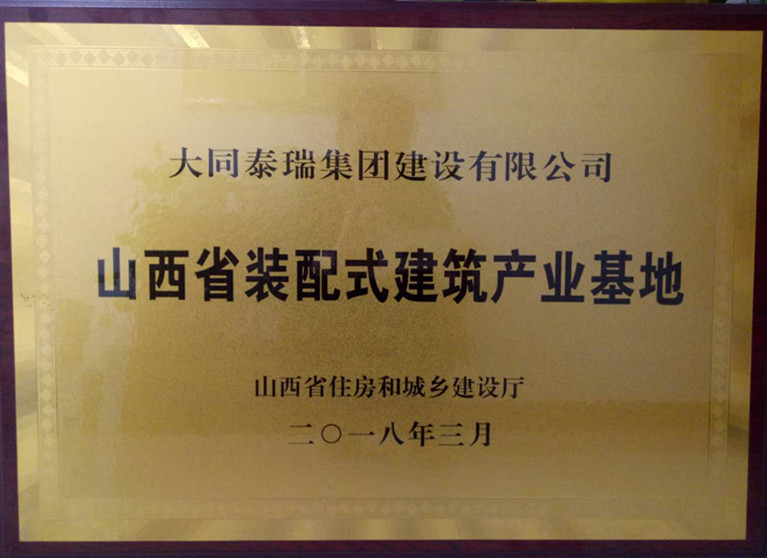 大同泰瑞集团建设有限公司
山西省装配式建筑产业基地
山西省住房和城乡建设厅
二〇一八年三月